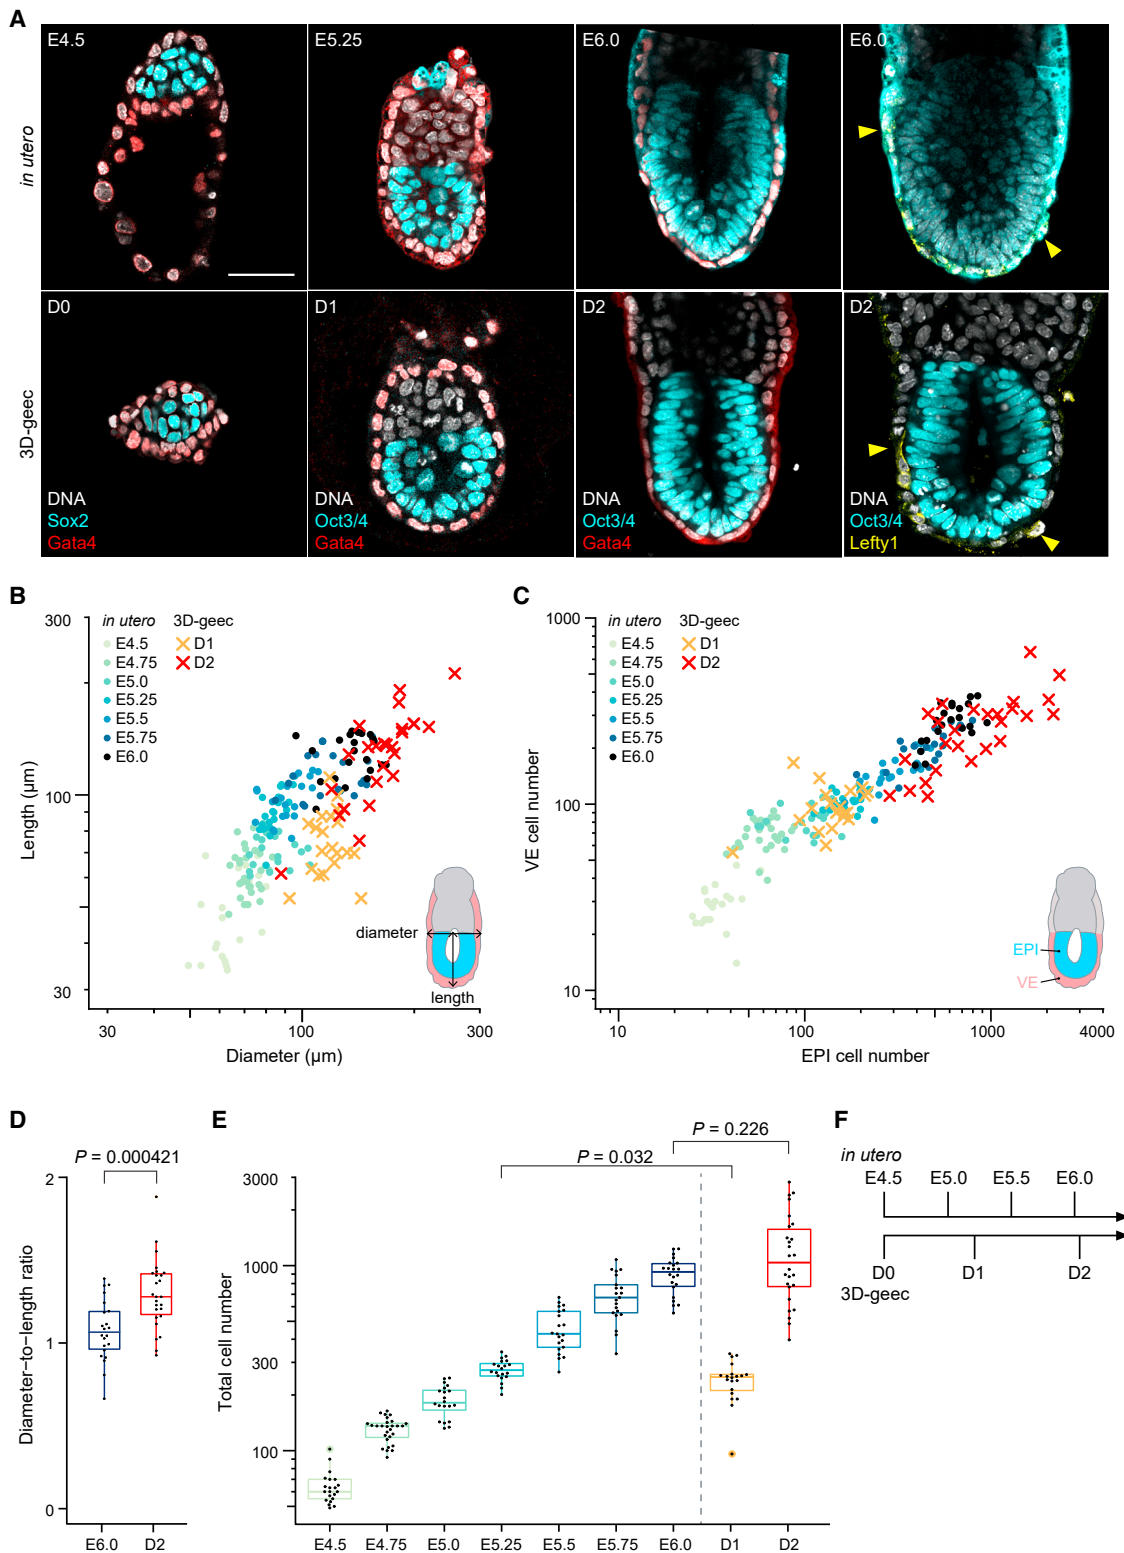 A
in utero
E4.5
E5.25
E6.0
E6.0
3D-geec
D0
DNA
Sox2
Gata4
D1
DNA
Oct3/4
Gata4
D2
DNA
Oct3/4
Gata4
D2
DNA
Oct3/4
Lefty1
B
in utero
E4.5
E4.75
E5.0
E5.25
E5.5
E5.75
E6.0
3D-geec
D1
D2
300
100
30
Length (µm)
30
100
300
Diameter (µm)
diameter
length
C
in utero
E4.5
E4.75
E5.0
E5.25
E5.5
E5.75
E6.0
3D-geec
D1
D2
1000
100
10
VE cell number
10
100
1000
4000
EPI cell number
EPI
VE
D
P = 0.000421
2
1
0
Diameter–to–length ratio
E6.0
D2
E
P = 0.226
P = 0.032
3000
1000
300
100
Total cell number
E4.5
E4.75
E5.0
E5.25
E5.5
E5.75
E6.0
D1
D2
F
in utero
E4.5
E5.0
E5.5
E6.0
D0
D1
D2
3D-geec